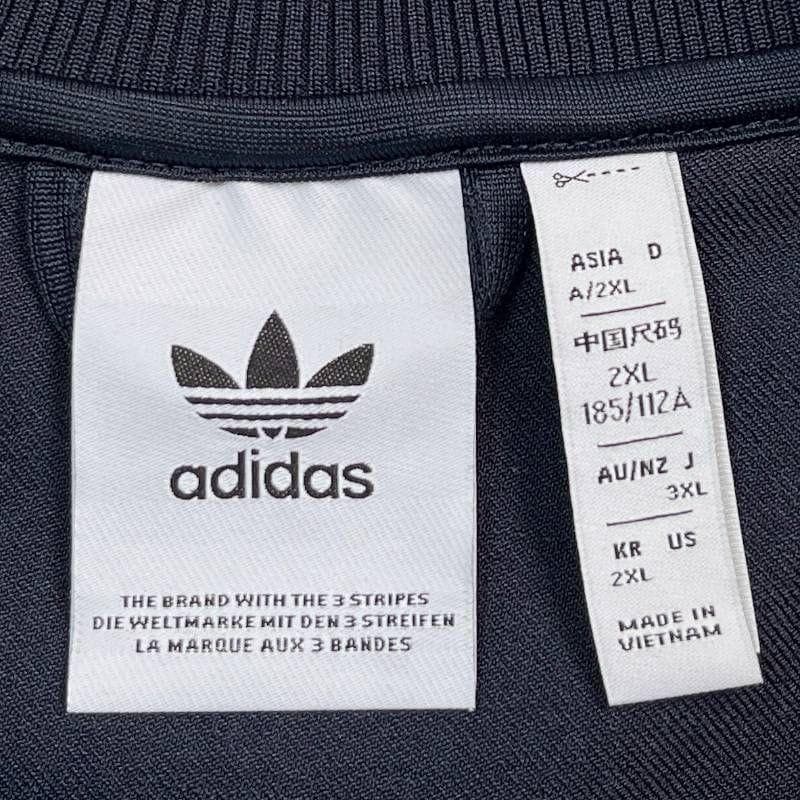 adidas
THE BRAND WITH THE 3 STRIPES
DIE WELTMARKE MIT DEN 3 STREIFEN
LA MARQUE AUX 3 BANDES
ASIA D
A/2XL
中国尺码
2XL
185/112A
AU/NZ J
3XL
KR US
2XL
MADE IN
VIETNAM